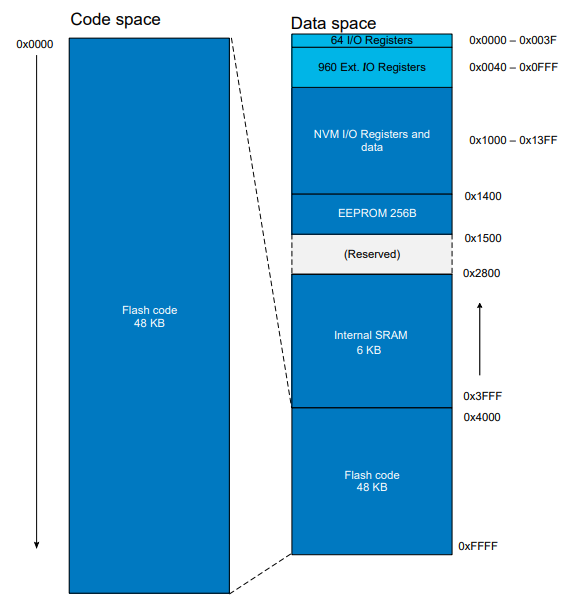 Code space
Data space
0x0000
64 I/O Registers
0x0000 – 0x003F
960 Ext. I/O Registers
0x0040 – 0x0FFF
NVM I/O Registers and
data
0x1000 – 0x13FF
0x1400
EEPROM 256B
0x1500
(Reserved)
0x2800
Flash code
48 KB
Internal SRAM
6 KB
0x3FFF
0x4000
Flash code
48 KB
0xFFFF